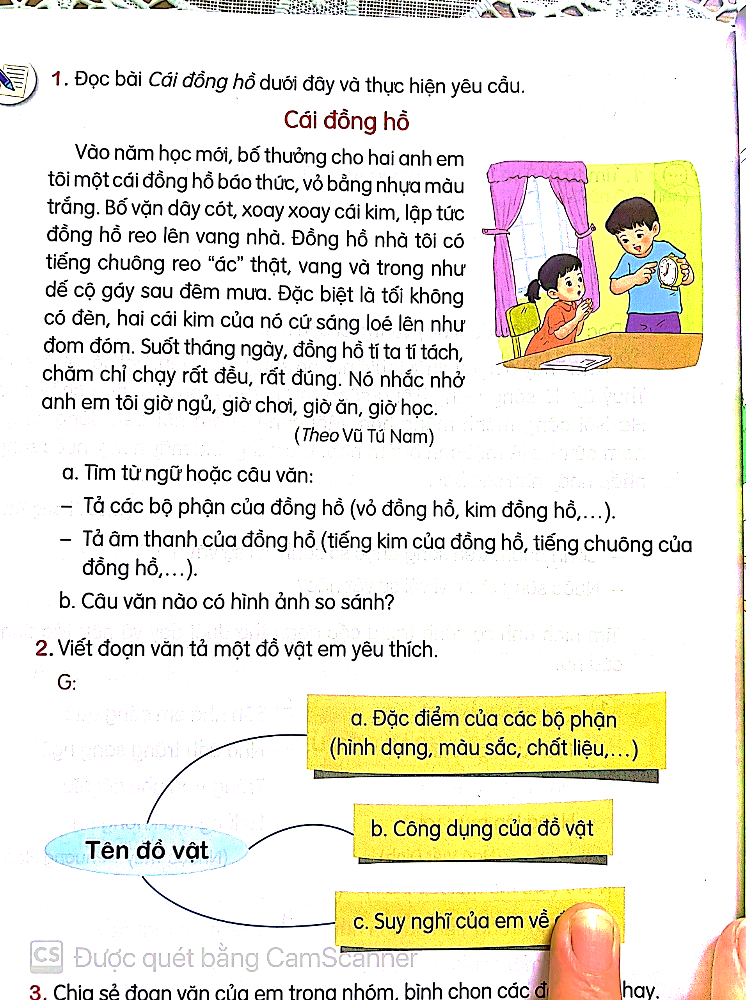 1. Đọc bài Cái đồng hồ dưới đây và thực hiện yêu cầu.
Cái đồng hồ
Vào năm học mới, bố thưởng cho hai anh em
tôi một cái đồng hồ báo thức, vỏ bằng nhựa màu
trắng. Bố vặn dây cót, xoay xoay cái kim, lập tức
đồng hồ reo lên vang nhà. Đồng hồ nhà tôi có
tiếng chuông reo “ác” thật, vang và trong như
dế cộ gáy sau đêm mưa. Đặc biệt là tối không
có đèn, hai cái kim của nó cứ sáng loé lên như
đom đóm. Suốt tháng ngày, đồng hồ tí ta tí tách,
chăm chỉ chạy rất đều, rất đúng. Nó nhắc nhở
anh em tôi giờ ngủ, giờ chơi, giờ ăn, giờ học.
(Theo Vũ Tú Nam)
a. Tìm từ ngữ hoặc câu văn:
– Tả các bộ phận của đồng hồ (vỏ đồng hồ, kim đồng hồ,...).
– Tả âm thanh của đồng hồ (tiếng kim của đồng hồ, tiếng chuông của
đồng hồ,...).
b. Câu văn nào có hình ảnh so sánh?
2. Viết đoạn văn tả một đồ vật em yêu thích.
G:
a. Đặc điểm của các bộ phận
(hình dạng, màu sắc, chất liệu,...)
b. Công dụng của đồ vật
Tên đồ vật
c. Suy nghĩ của em về
CS Được quét bằng CamScanner
3. Chia sẻ đoạn văn của em trong nhóm, bình chọn các hay.